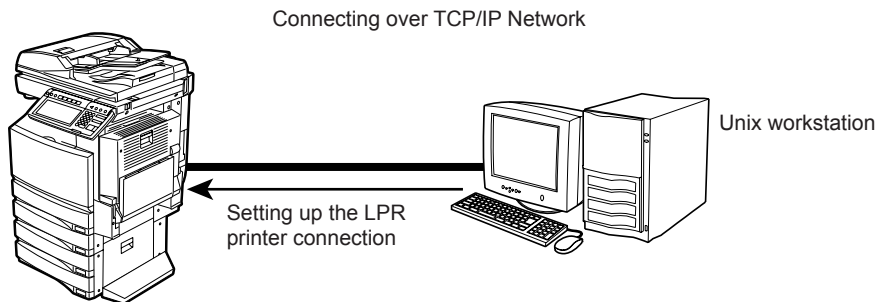 Connecting over TCP/IP Network
Unix workstation
Setting up the LPR
printer connection